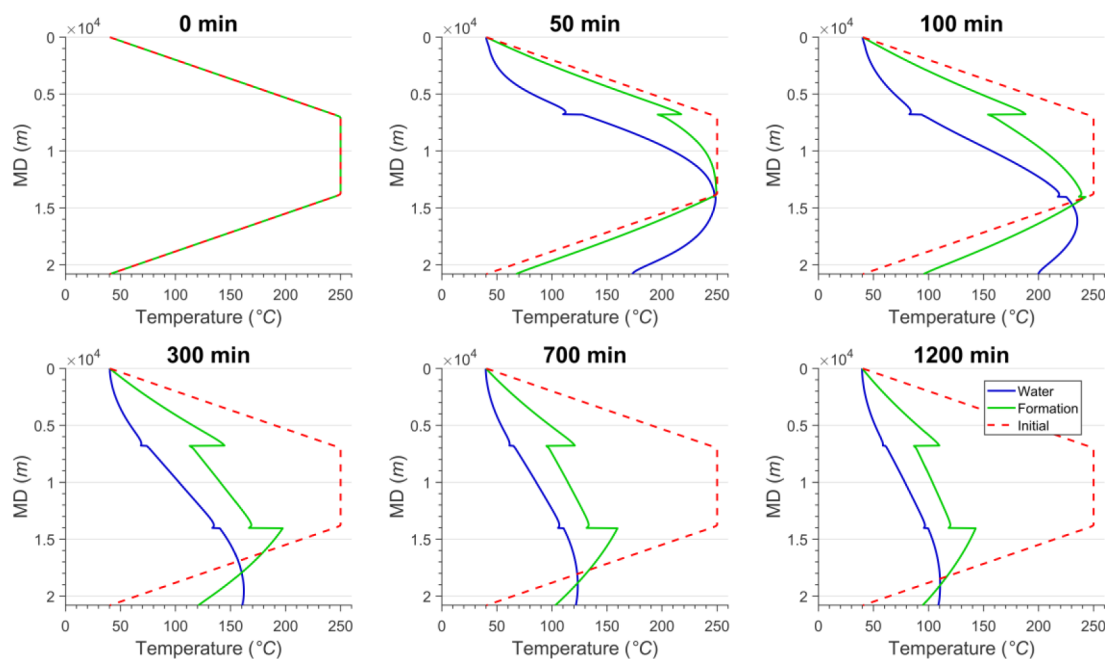 0 min
×10⁴
0
0.5
1
1.5
2
MD (m)
0 50 100 150 200 250
Temperature (°C)
50 min
×10⁴
0
0.5
1
1.5
2
MD (m)
0 50 100 150 200 250
Temperature (°C)
100 min
×10⁴
0
0.5
1
1.5
2
MD (m)
0 50 100 150 200 250
Temperature (°C)
300 min
×10⁴
0
0.5
1
1.5
2
MD (m)
0 50 100 150 200 250
Temperature (°C)
700 min
×10⁴
0
0.5
1
1.5
2
MD (m)
0 50 100 150 200 250
Temperature (°C)
1200 min
×10⁴
0
0.5
1
1.5
2
MD (m)
Water
Formation
Initial
0 50 100 150 200 250
Temperature (°C)